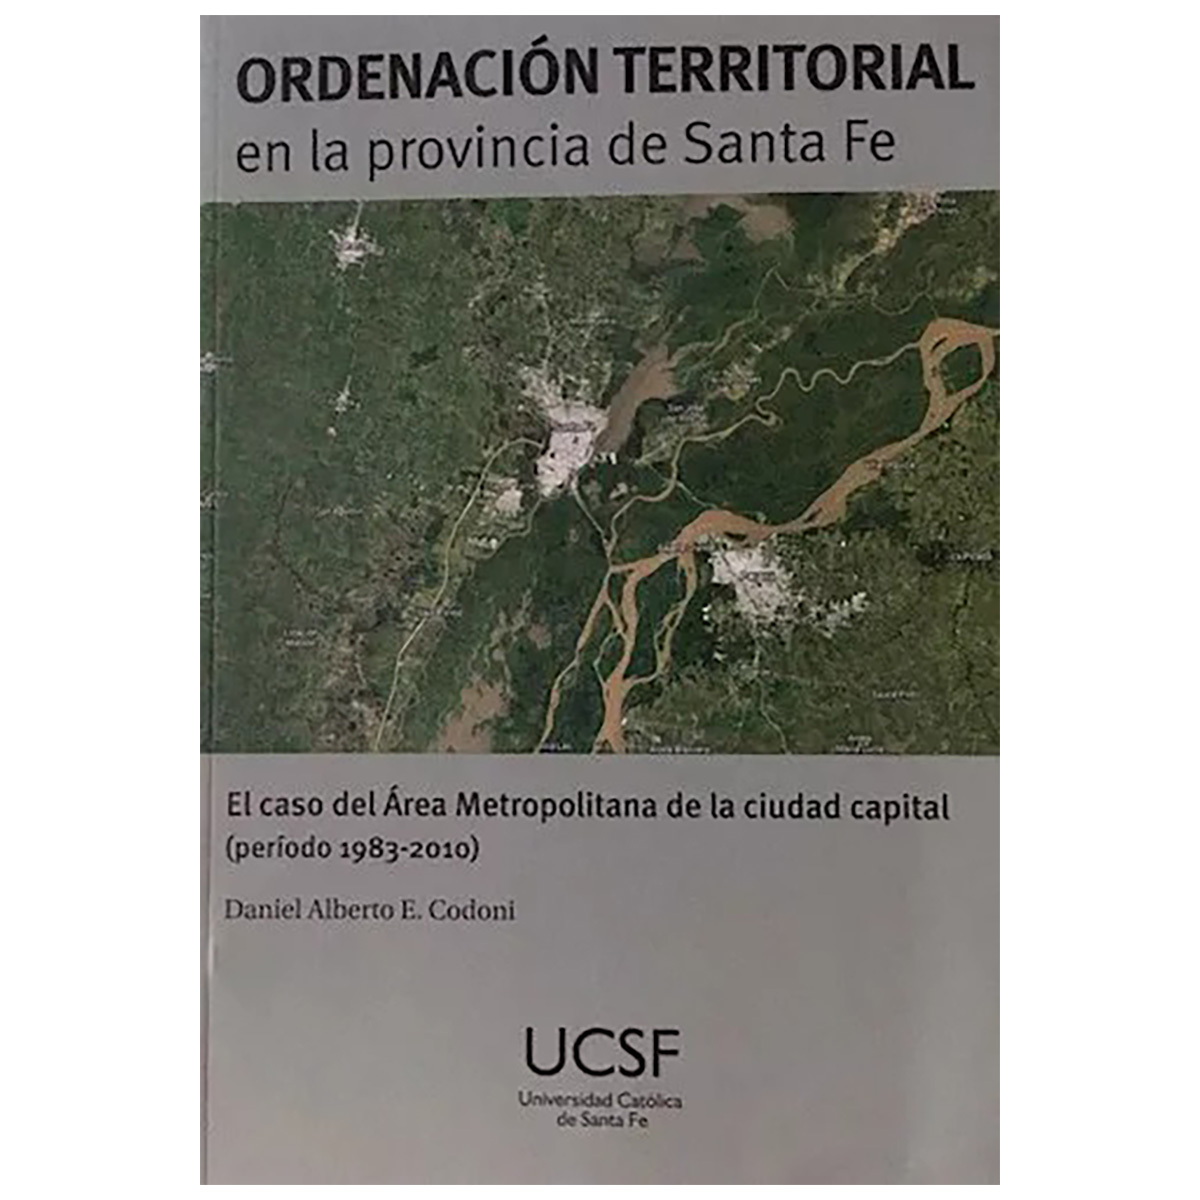 ORDENACIÓN TERRITORIAL
en la provincia de Santa Fe
El caso del Área Metropolitana de la ciudad capital
(período 1983-2010)
Daniel Alberto E. Codoni
UCSF
Universidad Católica
de Santa Fe